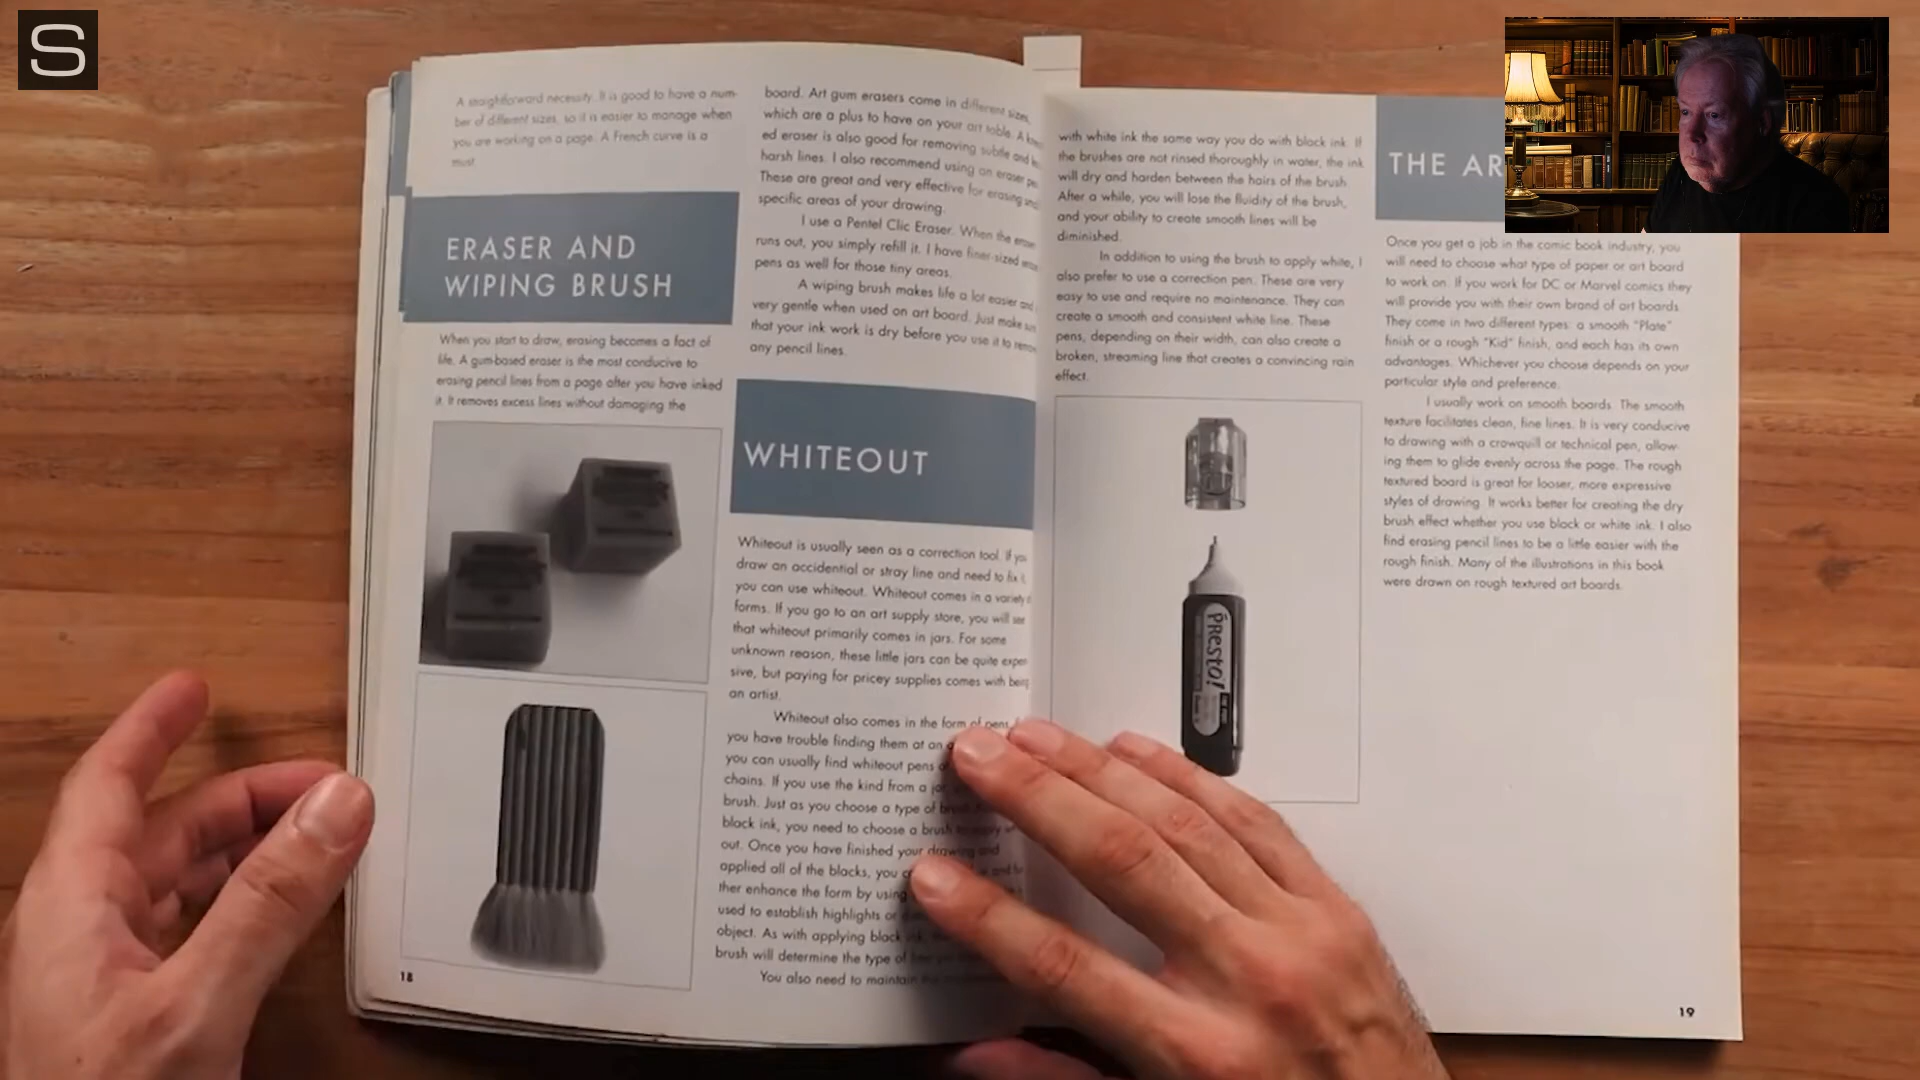 S
A straightforward necessity. It is good to have a num-
ber of different sizes, so it is easier to manage when
you are working on a page. A French curve is a
must.
ERASER AND
WIPING BRUSH
When you start to draw, erasing becomes a fact of
life. A gum-based eraser is the most conducive to
erasing pencil lines from a page after you have inked
it. It removes excess lines without damaging the
18
board. Art gum erasers come in different sizes,
which are a plus to have on your art table. A
ed eraser is also good for removing subtle and
harsh lines. I also recommend using an eraser
These are great and very effective for erasing
specific areas of your drawing.
I use a Pentel Clic Eraser. When the
runs out, you simply refill it. I have finer-sized
pens as well for those tiny areas.
A wiping brush makes life a lot easier and
very gentle when used on art board. Just make
that your ink work is dry before you use it to
any pencil lines.
WHITEOUT
Whiteout is usually seen as a correction tool. If you
draw an accidential or stray line and need to fix
you can use whiteout. Whiteout comes in a variety
forms. If you go to an art supply store, you will see
that whiteout primarily comes in jars. For some
unknown reason, these little jars can be quite expen
sive, but paying for pricey supplies comes with being
an artist.
Whiteout also comes in the form of pens.
you have trouble finding them at an
you can usually find whiteout pens
chains. If you use the kind from a
brush. Just as you choose a type of
black ink, you need to choose a brush
out. Once you have finished your drawing and
applied all of the blacks, you
ther enhance the form by using
used to establish highlights or
object. As with applying black
brush will determine the type of
You also need to maintain
with white ink the same way you do with black ink. If
the brushes are not rinsed thoroughly in water, the ink
will dry and harden between the hairs of the brush.
After a while, you will lose the fluidity of the brush,
and your ability to create smooth lines will be
diminished.
In addition to using the brush to apply white, I
also prefer to use a correction pen. These are very
easy to use and require no maintenance. They can
create a smooth and consistent white line. These
pens, depending on their width, can also create a
broken, streaming line that creates a convincing rain
effect.
Presto!
THE AR
Once you get a job in the comic book industry, you
will need to choose what type of paper or art board
to work on. If you work for DC or Marvel comics they
will provide you with their own brand of art boards.
They come in two different types: a smooth "Plate"
finish or a rough "Kid" finish, and each has its own
advantages. Whichever you choose depends on your
particular style and preference.
I usually work on smooth boards. The smooth
texture facilitates clean, fine lines. It is very conducive
to drawing with a crowquill or technical pen, allow-
ing them to glide evenly across the page. The rough
textured board is great for looser, more expressive
styles of drawing. It works better for creating the dry
brush effect whether you use black or white ink. I also
find erasing pencil lines to be a little easier with the
rough finish. Many of the illustrations in this book
were drawn on rough textured art boards.
19